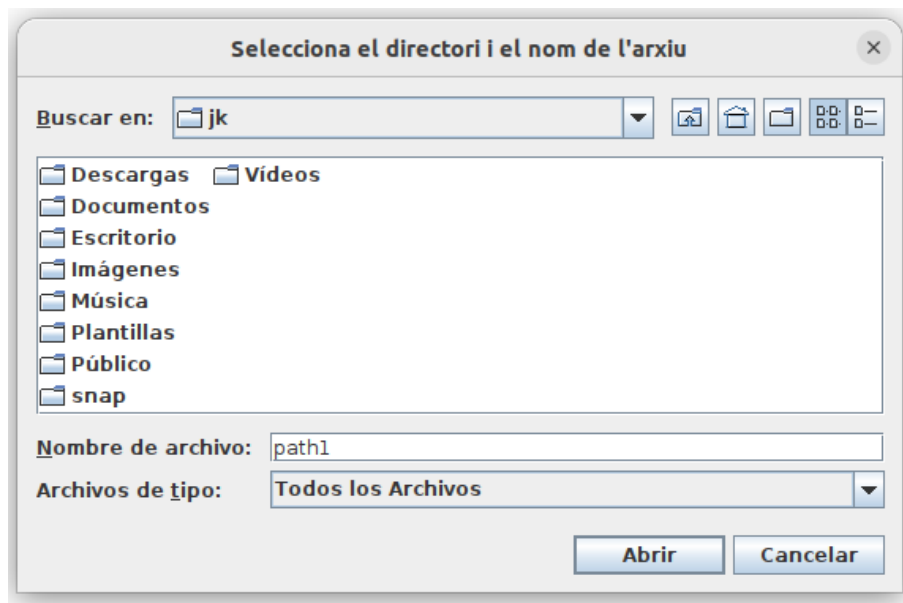 Selecciona el directori i el nom de l'arxiu
Buscar en: jk
Descargas Vídeos
Documentos
Escritorio
Imágenes
Música
Plantillas
Público
snap
Nombre de archivo: path1
Archivos de tipo: Todos los Archivos
Abrir Cancelar